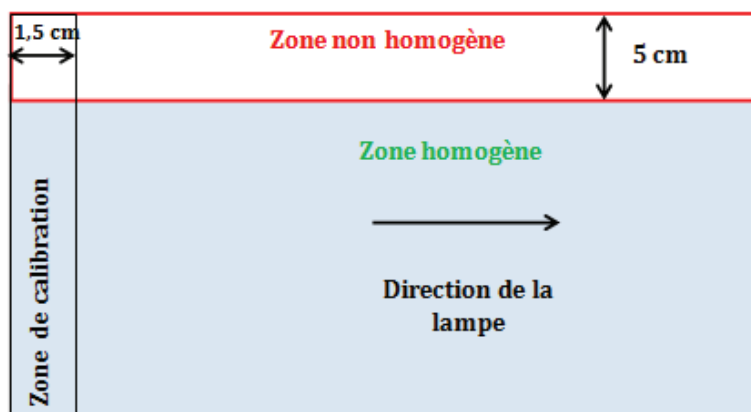 1,5 cm
Zone non homogène
5 cm
Zone homogène
Direction de la
lampe
Zone de calibration